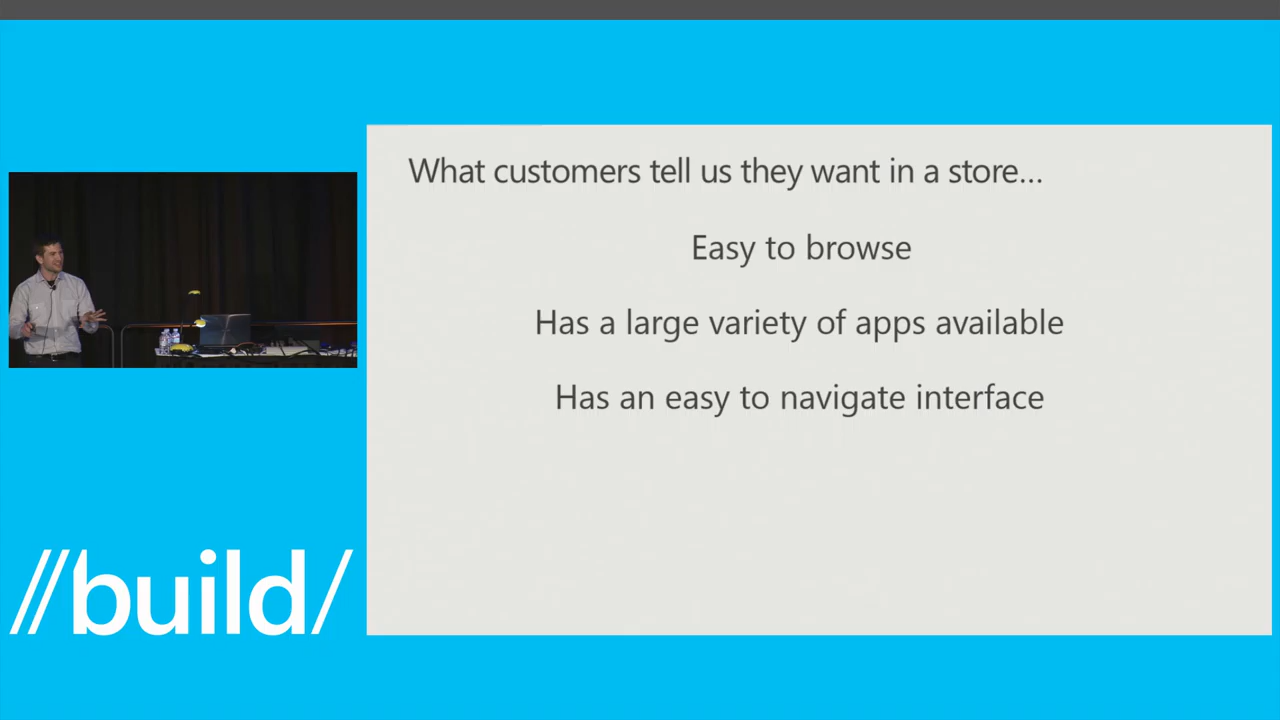 What customers tell us they want in a store...
Easy to browse
Has a large variety of apps available
Has an easy to navigate interface
//build/